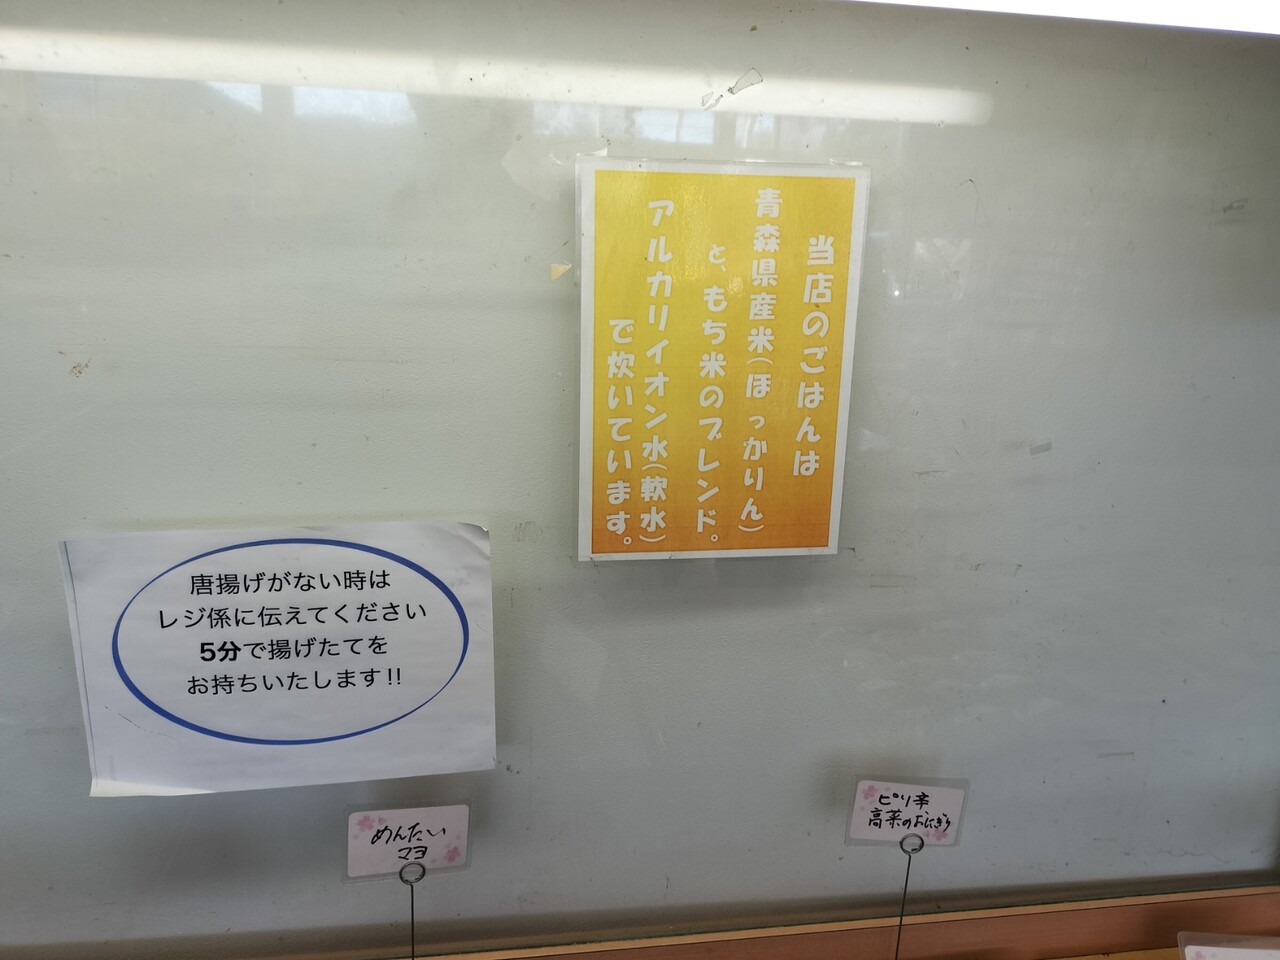 当店のごはんは
青森県産米(ほっかりん)
と、もち米のブレンド。
アルカリイオン水(軟水)
で炊いています。
唐揚げがない時は
レジ係に伝えてください
5分で揚げたてを
お持ちいたします!!
めんたい
マヨ
ピリ辛
高菜のおにぎり